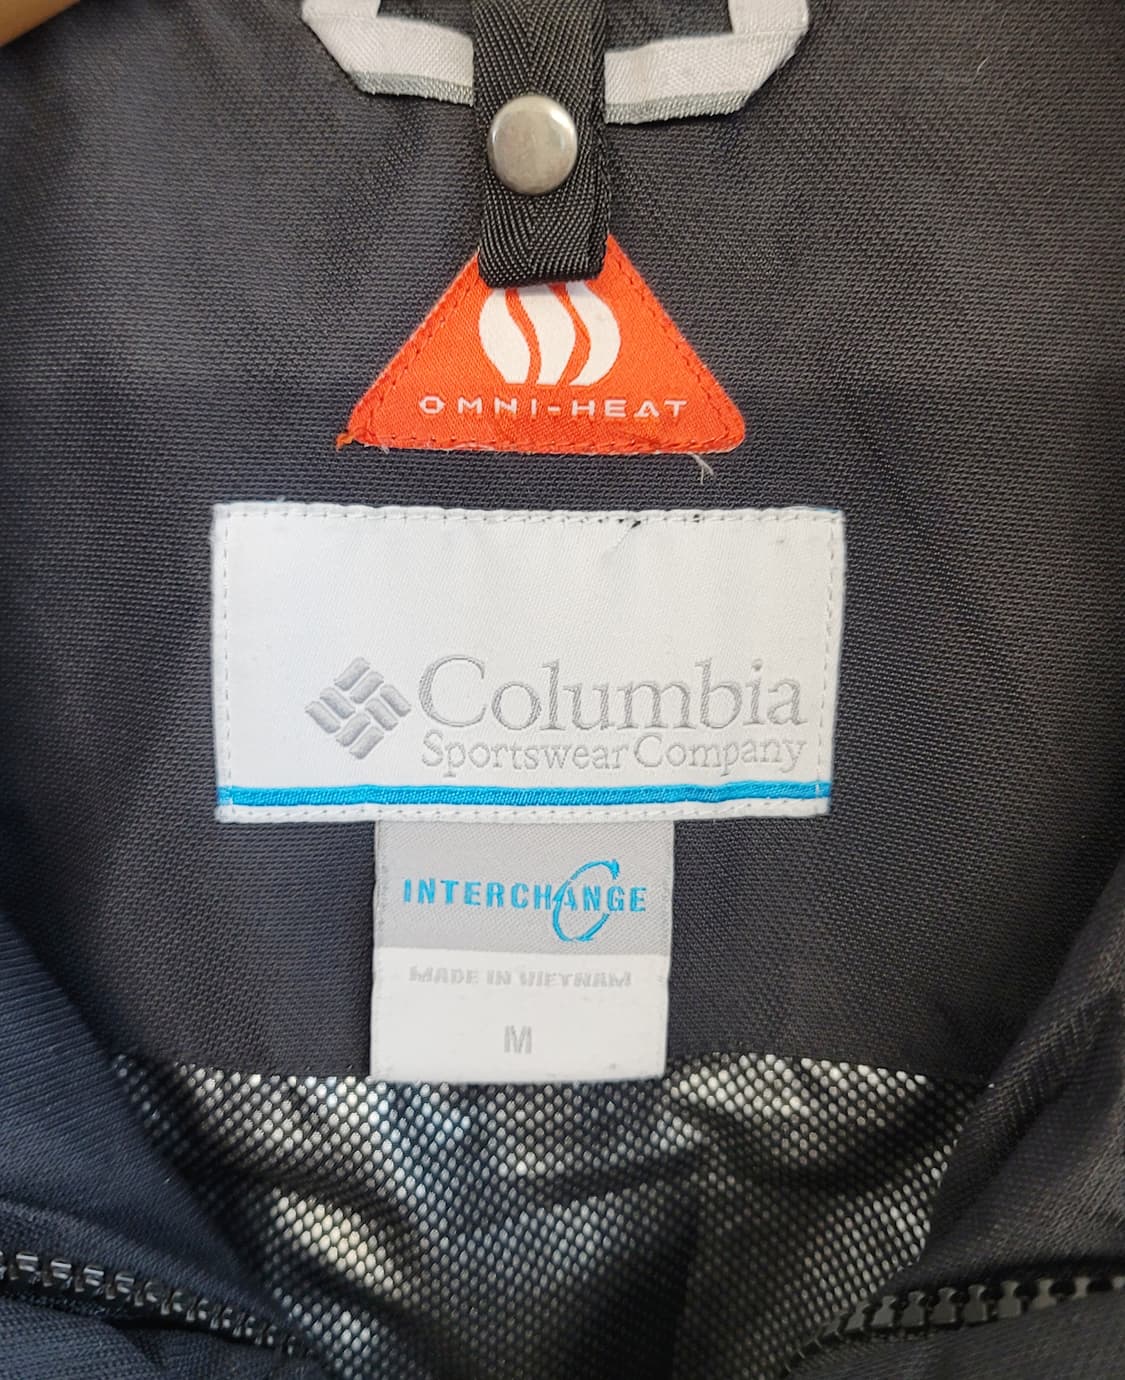 OMNI-HEAT
Columbia
Sportswear Company
INTERCHANGE
MADE IN VIETNAM
M